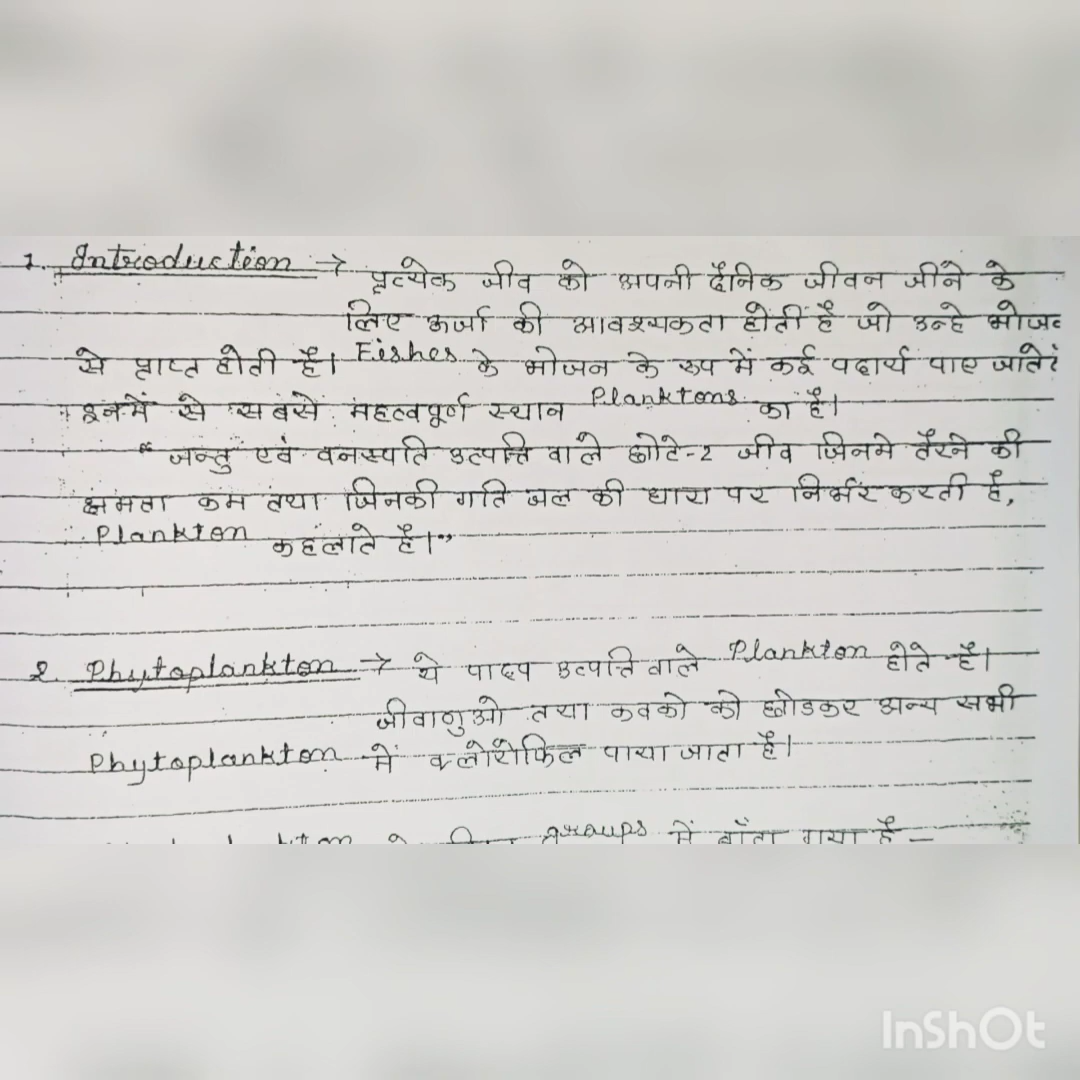 1. Introduction → प्रत्येक जीव को अपनी दैनिक जीवन जीने के
लिए ऊर्जा की आवश्यकता होती है जो उन्हे भोजन
से प्राप्त होती है। Fishes के भोजन के रूप में कई पदार्थ पाए जाते
इनमें से सबसे महत्वपूर्ण स्थान Planktons का है।
“जन्तु एवं वनस्पति उत्पत्ति वाले छोटे-2 जीव जिनमे तैरने की
क्षमता कम तथा जिनकी गति जल की धारा पर निर्भर करती है,
Plankton कहलाते है।”
2. Phytoplankton → ये पादप उत्पत्ति वाले Plankton होते है।
जीवाणुओ तथा कवको को छोडकर अन्य सभी
Phytoplankton में क्लोरोफिल पाया जाता है।
groups में बाँटा गया है –
InShOt